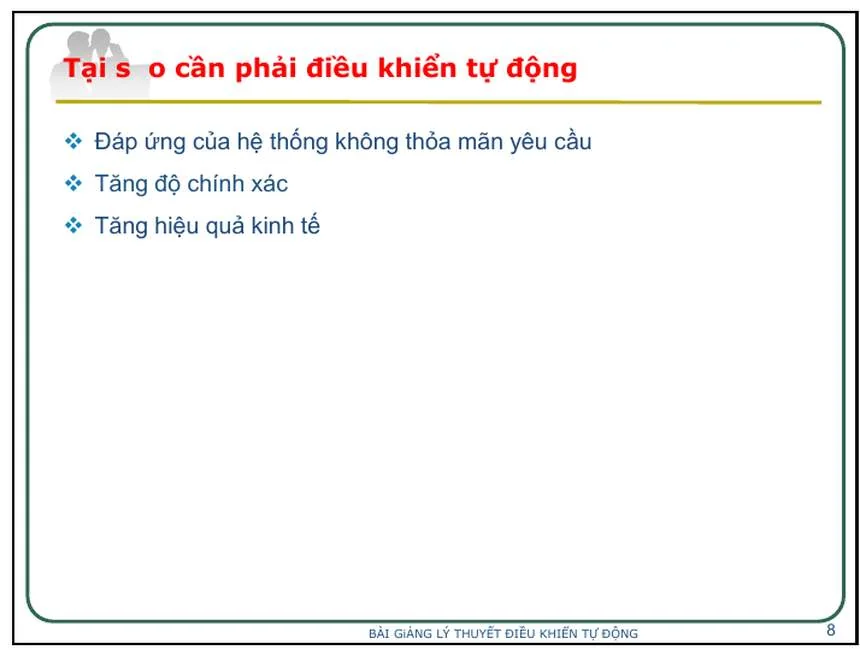 Tại s o cần phải điều khiển tự động
Đáp ứng của hệ thống không thỏa mãn yêu cầu
Tăng độ chính xác
Tăng hiệu quả kinh tế
BÀI GiẢNG LÝ THUYẾT ĐIỀU KHIỂN TỰ ĐỘNG
8